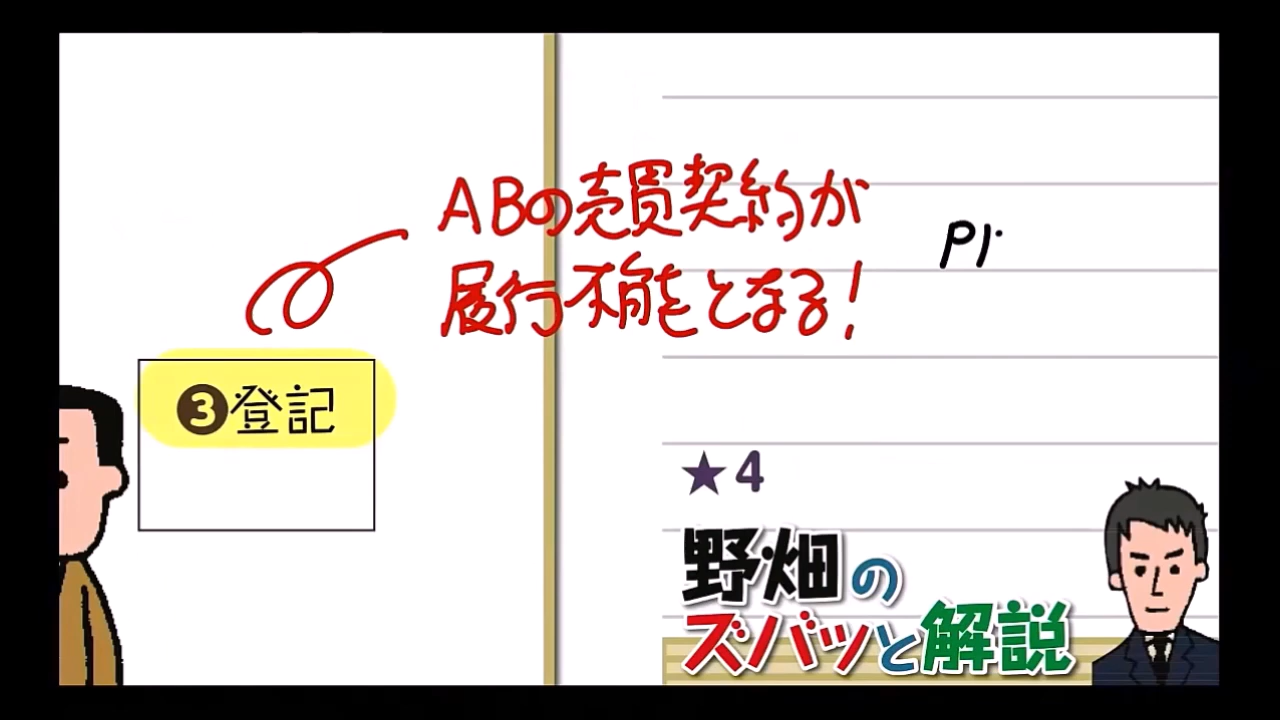 ABの売買契約が
履行不能となる!
❸登記
★4
野畑の
ズバッと解説